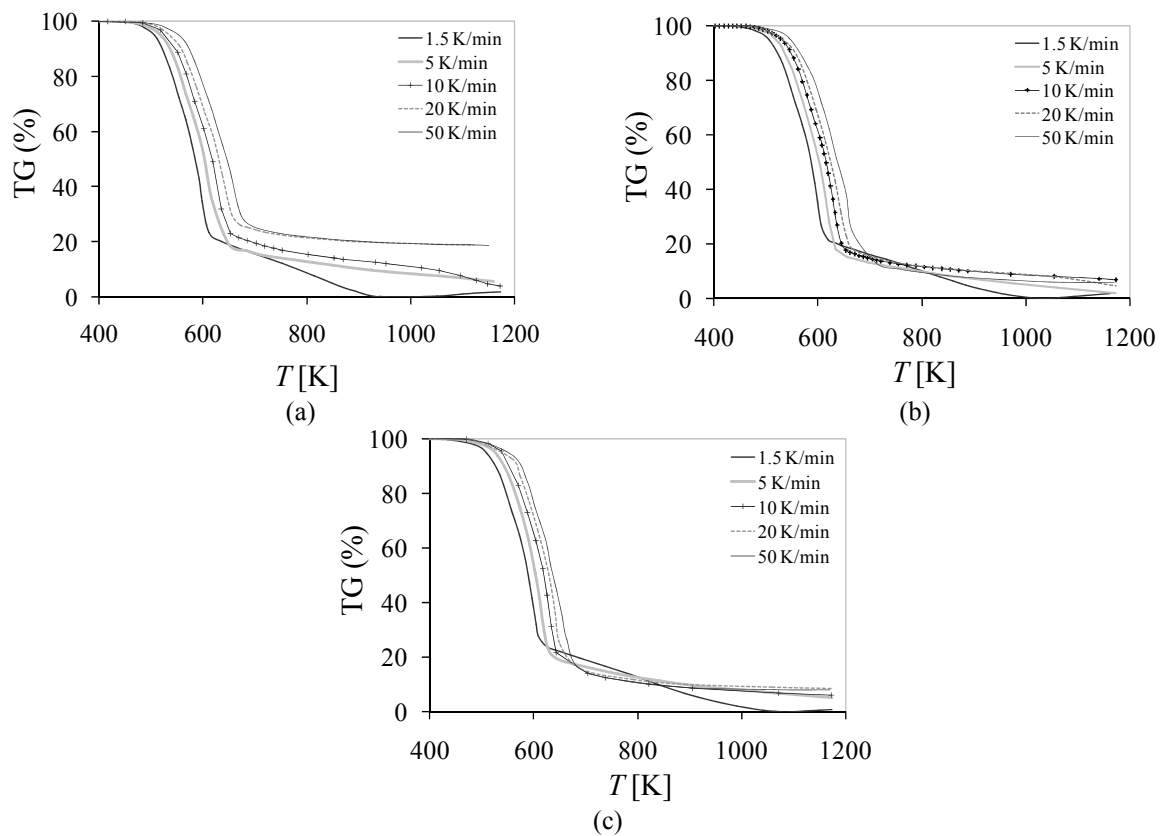 100
80
60
40
20
0
TG (%)
400
600
800
1000
1200
T [K]
1.5 K/min
5 K/min
10 K/min
20 K/min
50 K/min
(a)
100
80
60
40
20
0
TG (%)
400
600
800
1000
1200
T [K]
1.5 K/min
5 K/min
10 K/min
20 K/min
50 K/min
(b)
100
80
60
40
20
0
TG (%)
400
600
800
1000
1200
T [K]
1.5 K/min
5 K/min
10 K/min
20 K/min
50 K/min
(c)